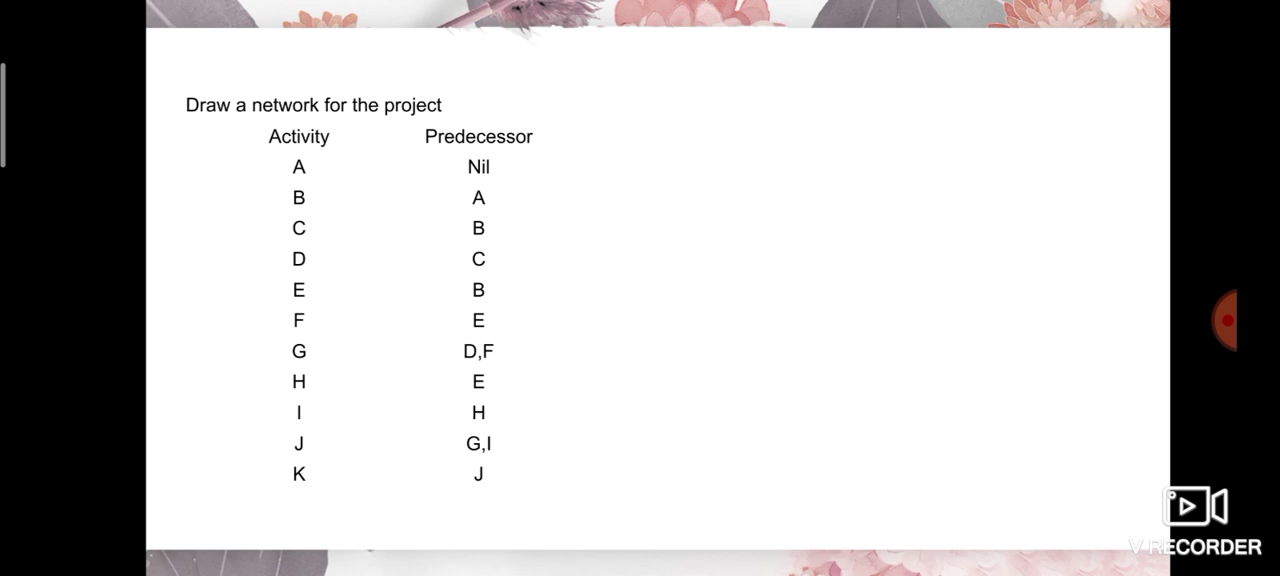 Draw a network for the project
Activity Predecessor
A Nil
B A
C B
D C
E B
F E
G D,F
H E
I H
J G,I
K J
V RECORDER